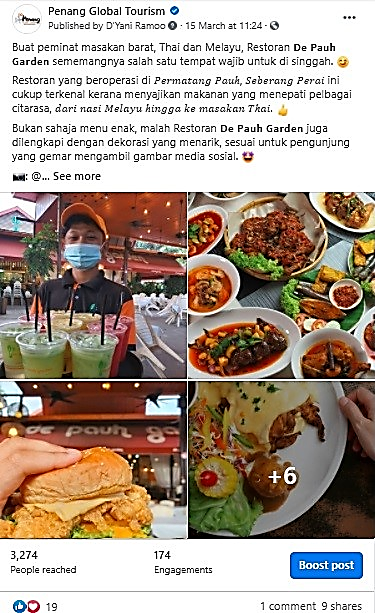 Penang Global Tourism
Published by D'Yani Ramoo · 15 March at 11:24 ·
Buat peminat masakan barat, Thai dan Melayu, Restoran De Pauh
Garden sememangnya salah satu tempat wajib untuk di singgah. 😋
Restoran yang beroperasi di Permatang Pauh, Seberang Perai ini
cukup terkenal kerana menyajikan makanan yang menepati pelbagai
citarasa, dari nasi Melayu hingga ke masakan Thai. 👍
Bukan sahaja menu enak, malah Restoran De Pauh Garden juga
dilengkapi dengan dekorasi yang menarik, sesuai untuk pengunjung
yang gemar mengambil gambar media sosial. 🤩
📷: @... See more
de pauh ga
+6
3,274
People reached
174
Engagements
Boost post
19
1 comment 9 shares